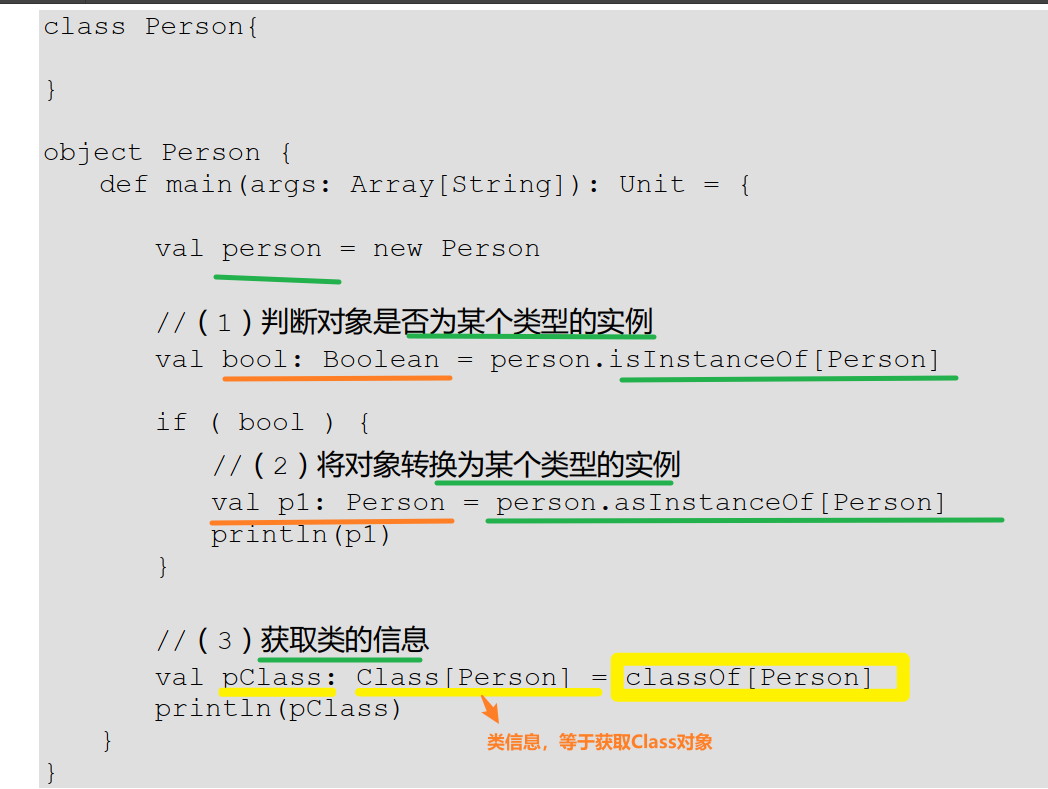 class Person{
}
object Person {
def main(args: Array[String]): Unit = {
val person = new Person
//（1）判断对象是否为某个类型的实例
val bool: Boolean = person.isInstanceOf[Person]
if ( bool ) {
//（2）将对象转换为某个类型的实例
val p1: Person = person.asInstanceOf[Person]
println(p1)
}
//（3）获取类的信息
val pClass: Class[Person] = classOf[Person]
println(pClass)
类信息，等于获取Class对象
}
}